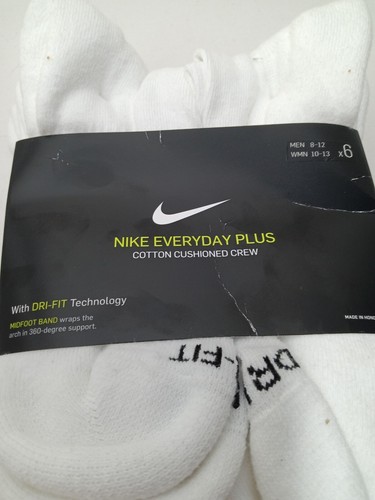 MEN 8-12
WMN 10-13
x6
NIKE EVERYDAY PLUS
COTTON CUSHIONED CREW
With DRI-FIT Technology
MIDFOOT BAND wraps the
arch in 360-degree support.
MADE IN
DRI-FIT